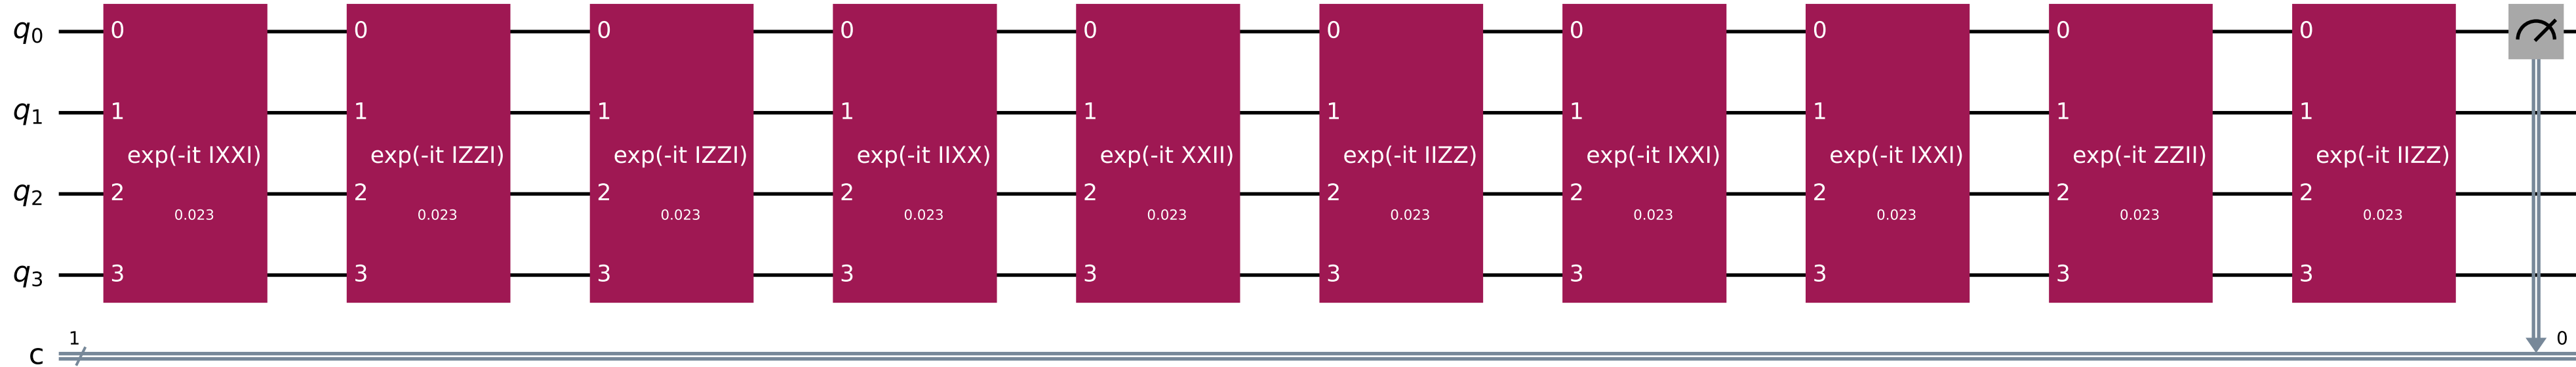 q0 0 0 0 0 0 0 0 0 0 0
q1 1 1 1 1 1 1 1 1 1 1
exp(-it IXXI) exp(-it IZZI) exp(-it IZZI) exp(-it IIXX) exp(-it XXII) exp(-it IIZZ) exp(-it IXXI) exp(-it IXXI) exp(-it ZZII) exp(-it IIZZ)
q2 2 2 2 2 2 2 2 2 2 2
0.023 0.023 0.023 0.023 0.023 0.023 0.023 0.023 0.023 0.023
q3 3 3 3 3 3 3 3 3 3 3
c 1 0